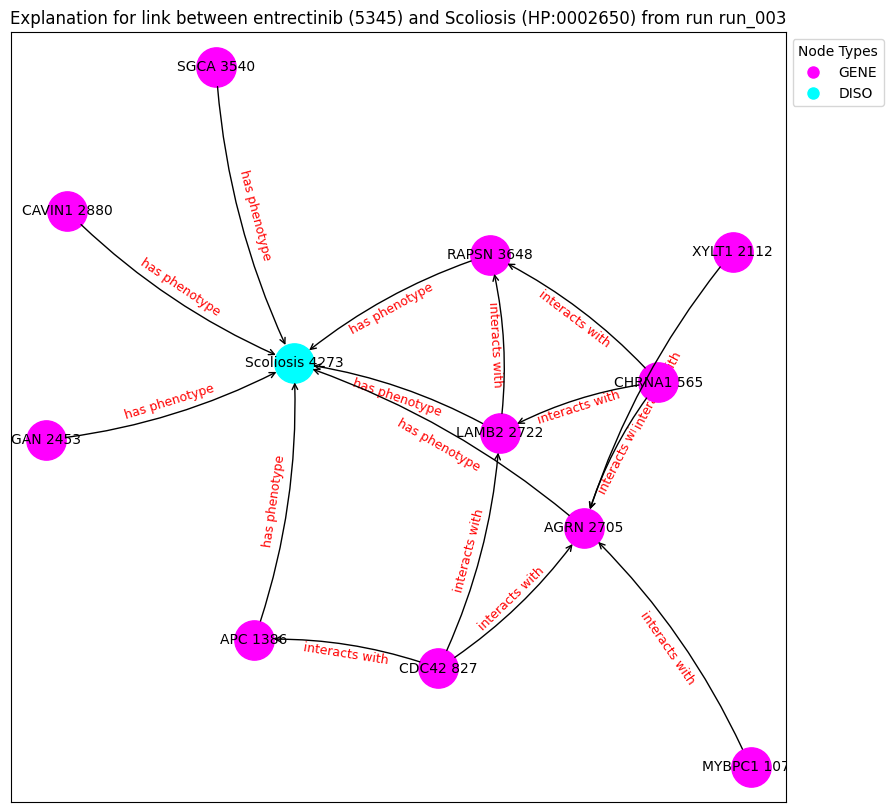 Explanation for link between entrectinib (5345) and Scoliosis (HP:0002650) from run run_003
Node Types
GENE
DISO
SGCA 3540
has phenotype
CAVIN1 2880
has phenotype
RAPSN 3648
XYLT1 2112
has phenotype
interacts with
interacts with
Scoliosis 4273
CHRNA1 565
has phenotype
interacts with
interacts with
has phenotype
GAN 2453
LAMB2 2722
has phenotype
interacts with
has phenotype
AGRN 2705
interacts with
interacts with
APC 1386
interacts with
CDC42 827
interacts with
MYBPC1 107